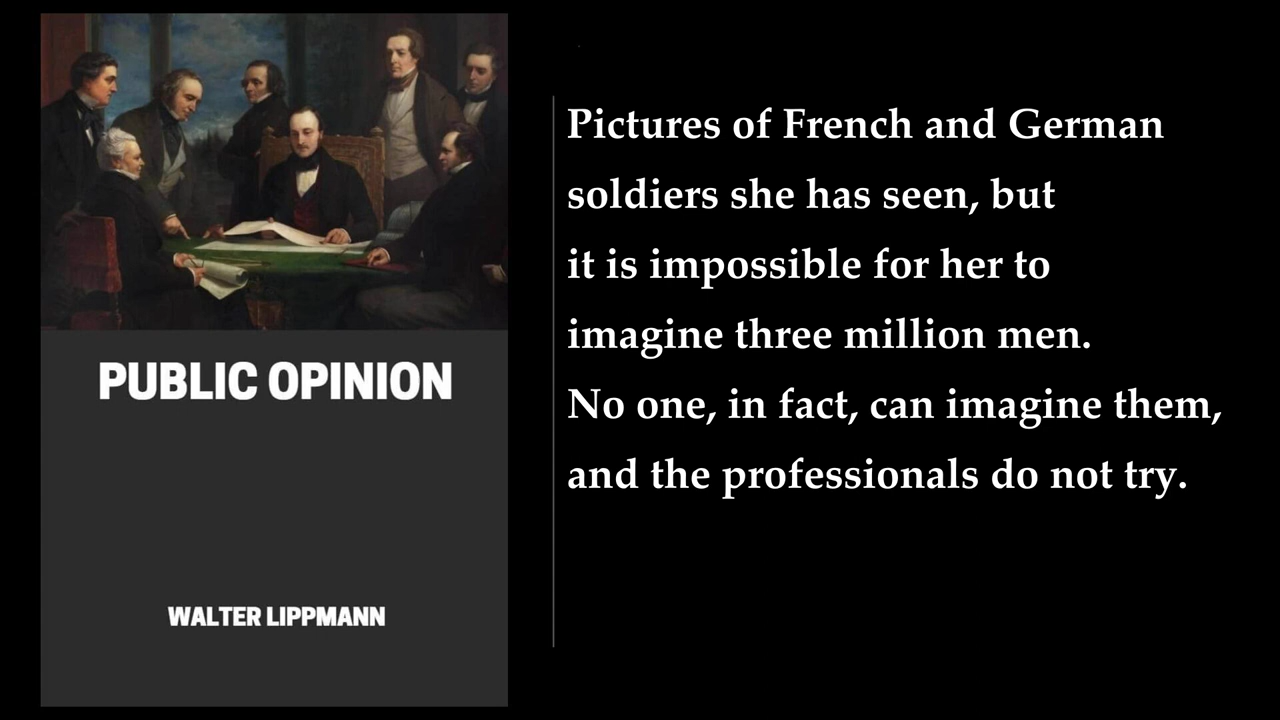 PUBLIC OPINION
WALTER LIPPMANN
Pictures of French and German
soldiers she has seen, but
it is impossible for her to
imagine three million men.
No one, in fact, can imagine them,
and the professionals do not try.